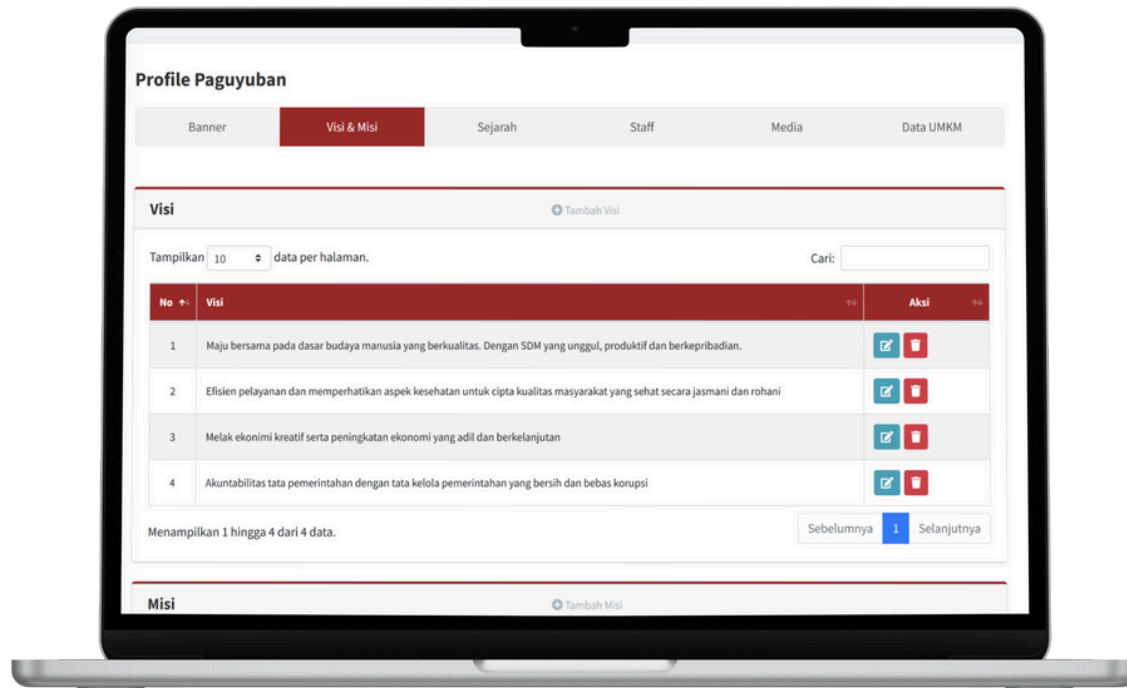 Profile Paguyuban
Banner Visi & Misi Sejarah Staff Media Data UMKM
Visi Tambah Visi
Tampilkan 10 data per halaman. Cari:
No Visi Aksi
1 Maju bersama pada dasar budaya manusia yang berkualitas. Dengan SDM yang unggul, produktif dan berkepribadian.
2 Efisien pelayanan dan memperhatikan aspek kesehatan untuk cipta kualitas masyarakat yang sehat secara jasmani dan rohani
3 Melak ekonimi kreatif serta peningkatan ekonomi yang adil dan berkelanjutan
4 Akuntabilitas tata pemerintahan dengan tata kelola pemerintahan yang bersih dan bebas korupsi
Menampilkan 1 hingga 4 dari 4 data. Sebelumnya 1 Selanjutnya
Misi Tambah Misi